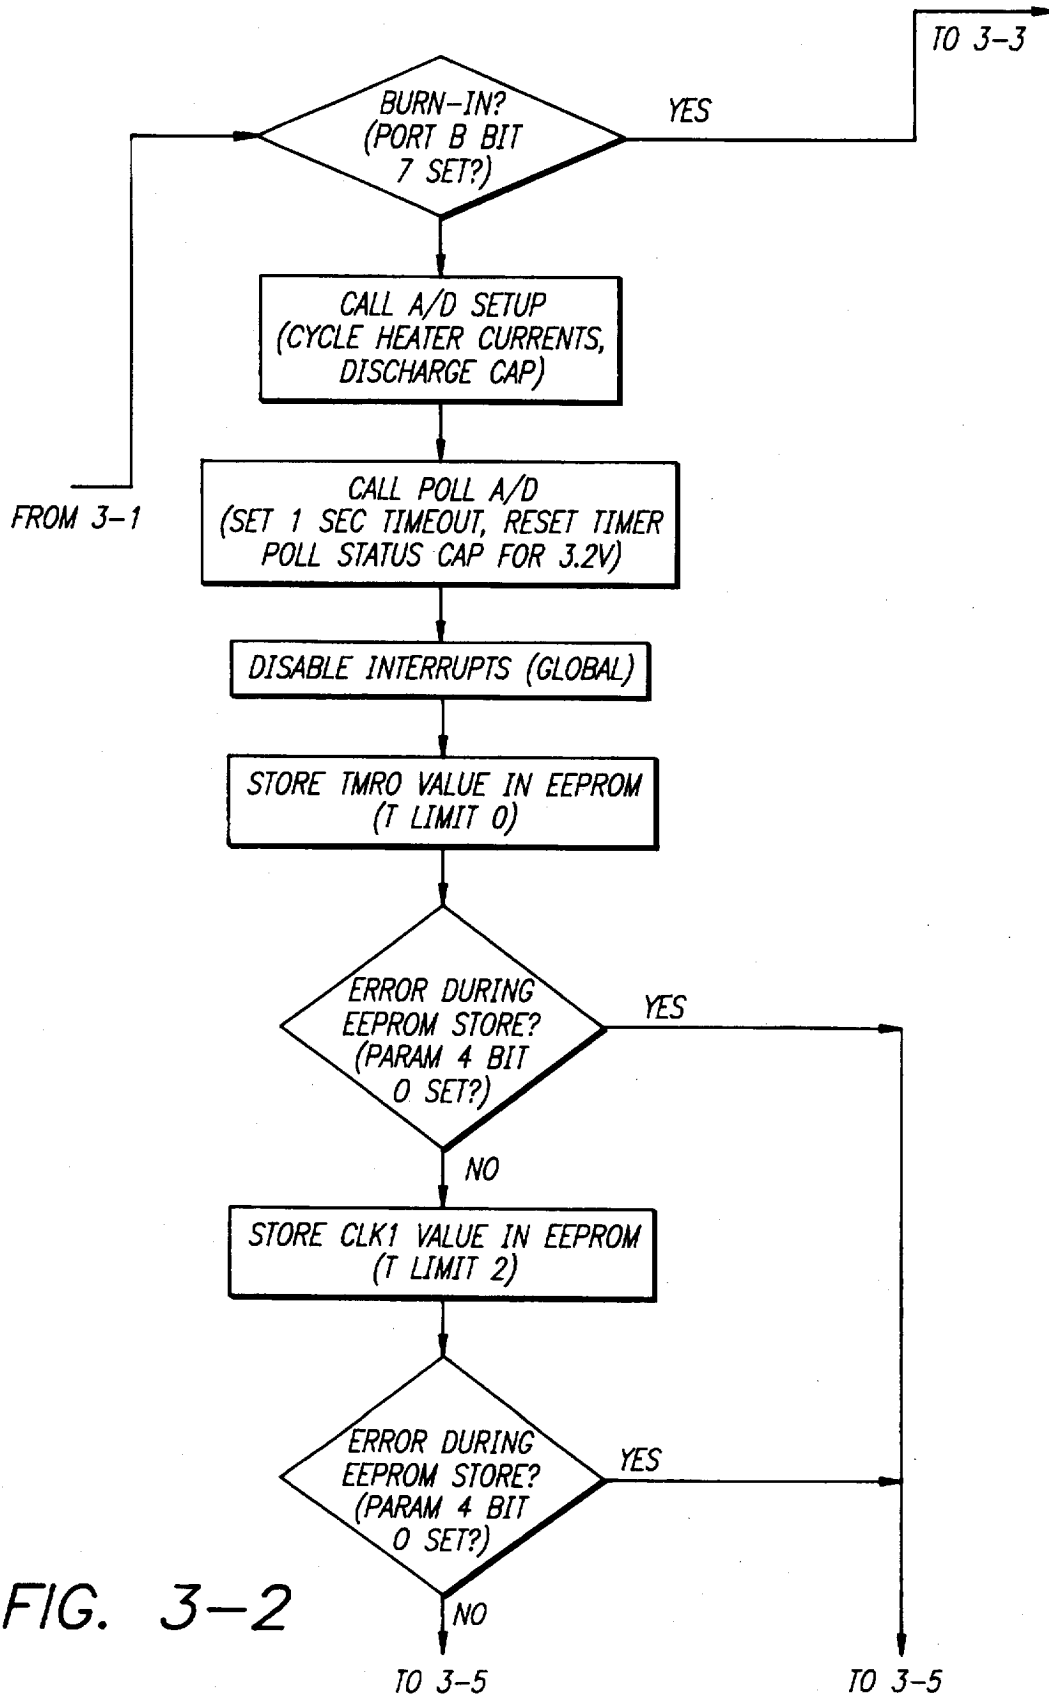 TO 3-3
BURN-IN?
(PORT B BIT
7 SET?)
YES
CALL A/D SETUP
(CYCLE HEATER CURRENTS,
DISCHARGE CAP)
FROM 3-1
CALL POLL A/D
(SET 1 SEC TIMEOUT, RESET TIMER
POLL STATUS CAP FOR 3.2V)
DISABLE INTERRUPTS (GLOBAL)
STORE TMRO VALUE IN EEPROM
(T LIMIT 0)
ERROR DURING
EEPROM STORE?
(PARAM 4 BIT
0 SET?)
YES
NO
STORE CLK1 VALUE IN EEPROM
(T LIMIT 2)
ERROR DURING
EEPROM STORE?
(PARAM 4 BIT
0 SET?)
YES
NO
FIG. 3-2
TO 3-5
TO 3-5